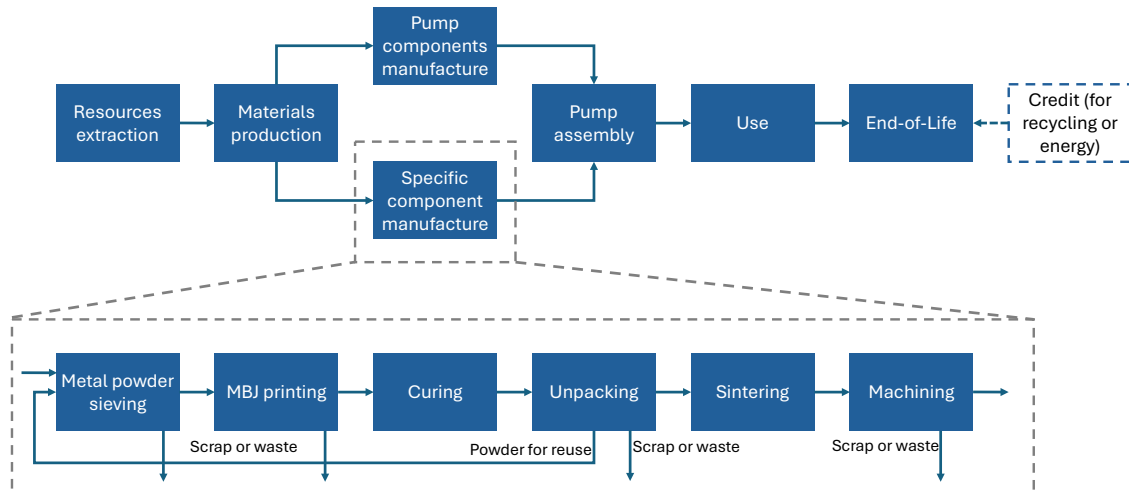 Pump
components
manufacture
Resources
extraction
Materials
production
Pump
assembly
Use
End-of-Life
Credit (for
recycling or
energy)
Specific
component
manufacture
Metal powder
sieving
MBJ printing
Curing
Unpacking
Sintering
Machining
Scrap or waste
Powder for reuse
Scrap or waste
Scrap or waste